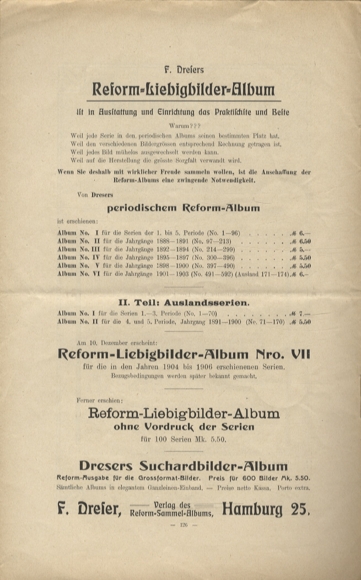 F. Dresers
Reform-Liebigbilder-Album
ist in Ausstattung und Einrichtung das Praktischste und Beste
Warum???
Weil jede Serie in den periodischen Albums seinen bestimmten Platz hat,
Weil den verschiedenen Bildergrössen entsprechend Rechnung getragen ist,
Weil jedes Bild mühelos ausgewechselt werden kann.
Weil auf die Herstellung die grösste Sorgfalt verwandt wird.
Wenn Sie deshalb mit wirklicher Freude sammeln wollen, ist die Anschaffung der
Reform-Albums eine zwingende Notwendigkeit.
Von Dresers
periodischem Reform-Album
ist erschienen:
Album No. I für die Serien der 1. bis 5. Periode (No. 1—96) . . . . . . . ℳ 6.—
Album No. II für die Jahrgänge 1888—1891 (No. 97—213) . . . . . . . ℳ 6,50
Album No. III für die Jahrgänge 1892—1894 (No. 214—299) . . . . . . . ℳ 5.—
Album No. IV für die Jahrgänge 1895—1897 (No. 300—396) . . . . . . . ℳ 5.50
Album No. V für die Jahrgänge 1898—1900 (No. 397—490) . . . . . . . ℳ 5.50
Album No. VI für die Jahrgänge 1901—1903 (No. 491—592) (Ausland 171—174) ℳ 6.—
II. Teil: Auslandsserien.
Album No. I für die Serien 1.—3. Periode (No. 1—70) . . . . . . . ℳ 7.—
Album No. II für die 4. und 5. Periode, Jahrgang 1891—1900 (No. 71—170) ℳ 5.50
Am 10. Dezember erscheint:
Reform-Liebigbilder-Album Nro. VII
für die in den Jahren 1904 bis 1906 erschienenen Serien.
Bezugsbedingungen werden später bekannt gemacht.
Ferner erschien:
Reform-Liebigbilder-Album
ohne Vordruck der Serien
für 100 Serien Mk. 5.50.
Dresers Suchardbilder-Album
Reform-Ausgabe für die Grossformat-Bilder. Preis für 600 Bilder Mk. 5.50.
Sämtliche Albums in elegantem Ganzleinen-Einband. — Preise netto Kassa. Porto extra.
F. Dreser, Verlag des Reform-Sammel-Albums, Hamburg 25.